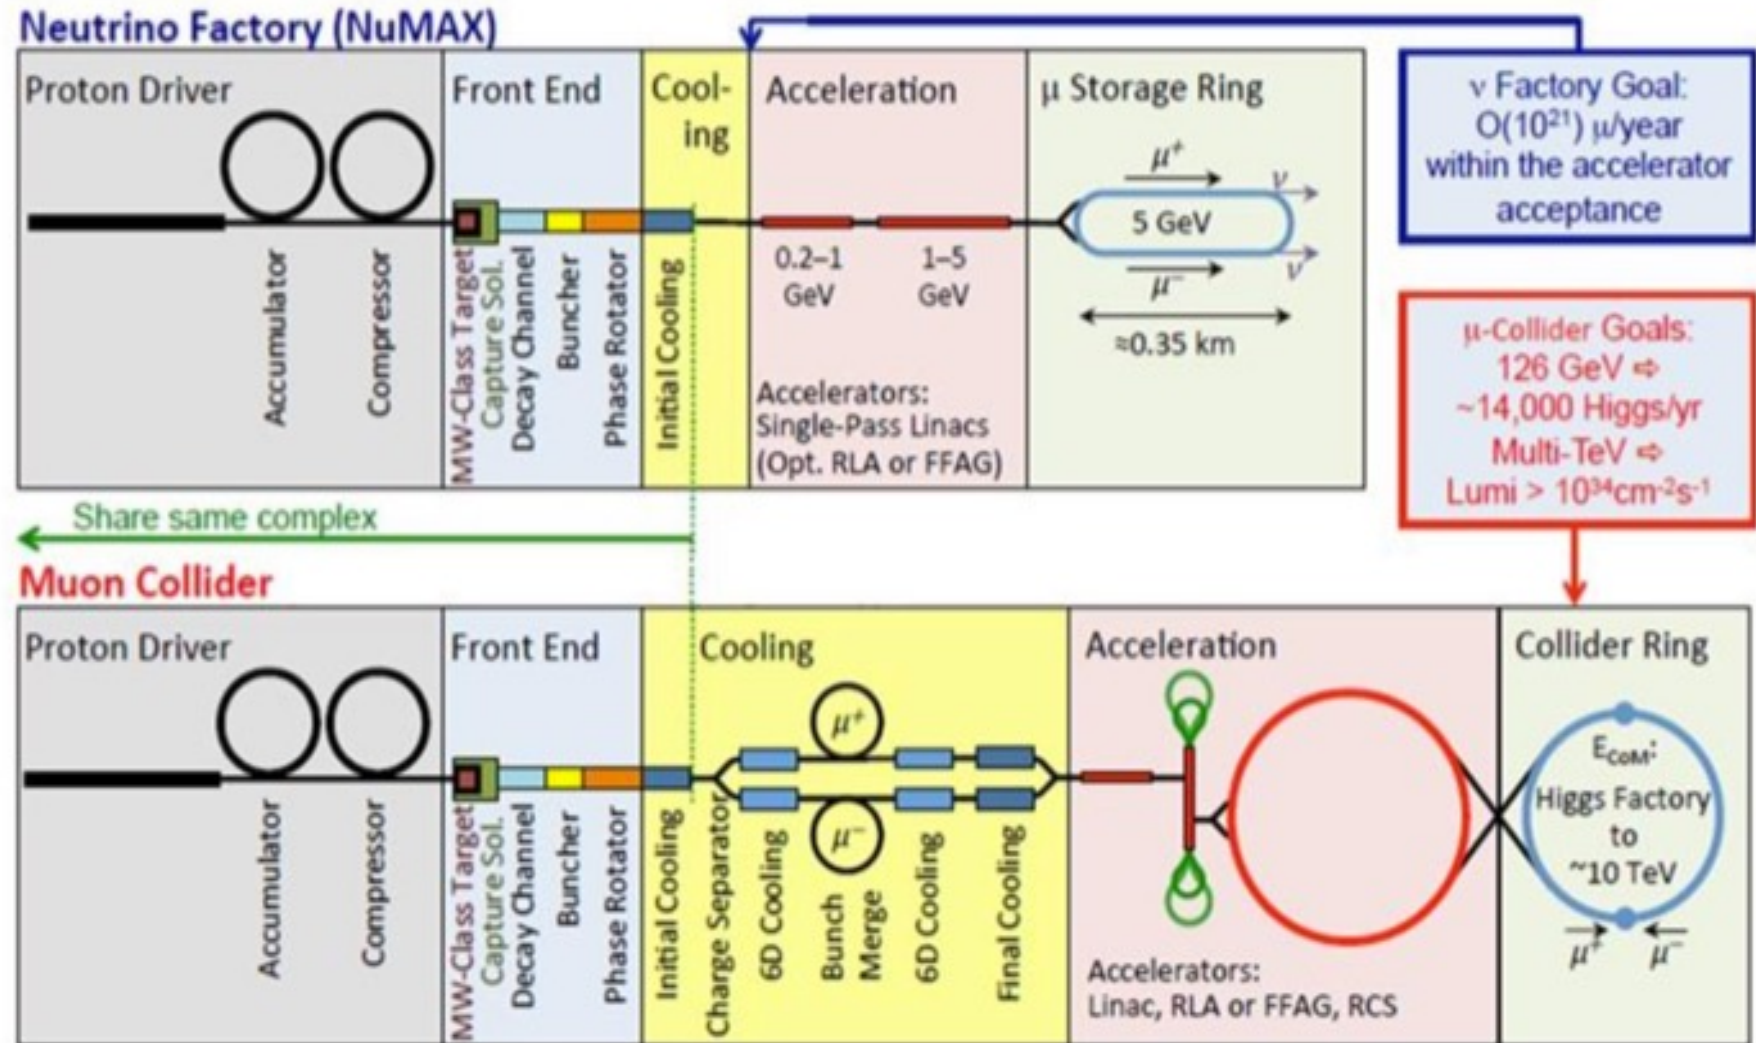 Neutrino Factory (NuMAX)
Proton Driver
Front End
Cool-
ing
Acceleration
μ Storage Ring
Accumulator
Compressor
MW-Class Target
Capture Sol.
Decay Channel
Buncher
Phase Rotator
Initial Cooling
0.2–1
GeV
1–5
GeV
Accelerators:
Single-Pass Linacs
(Opt. RLA or FFAG)
μ⁺
ν
5 GeV
μ⁻
ν
≈0.35 km
ν Factory Goal:
O(10²¹) μ/year
within the accelerator
acceptance
μ-Collider Goals:
126 GeV ⇨
~14,000 Higgs/yr
Multi-TeV ⇨
Lumi > 10³⁴cm⁻²s⁻¹
Share same complex
Muon Collider
Proton Driver
Front End
Cooling
Acceleration
Collider Ring
Accumulator
Compressor
MW-Class Target
Capture Sol.
Decay Channel
Buncher
Phase Rotator
Initial Cooling
Charge Separator
6D Cooling
μ⁺
μ⁻
Bunch
Merge
6D Cooling
Final Cooling
Accelerators:
Linac, RLA or FFAG, RCS
E_CoM:
Higgs Factory
to
~10 TeV
μ⁺
μ⁻